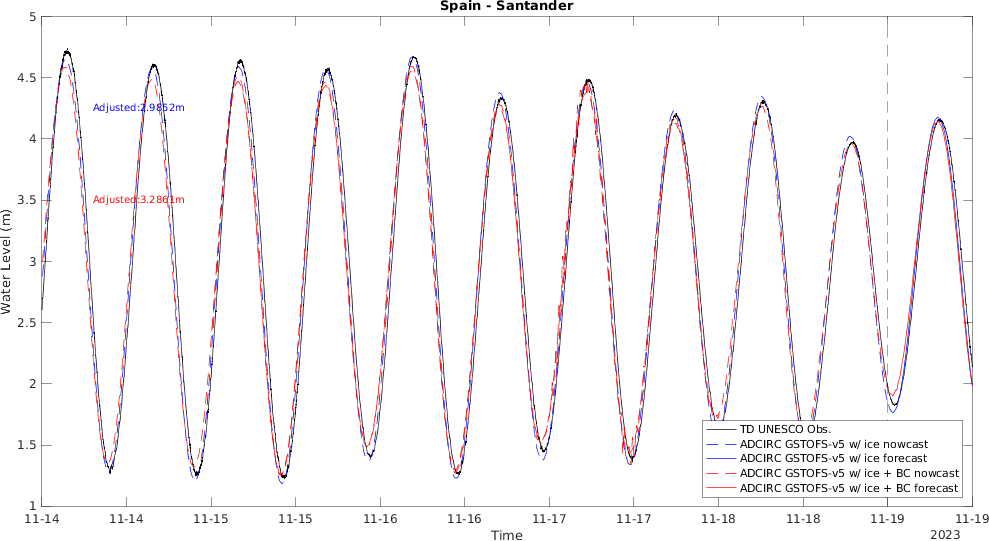 Spain - Santander
5
4.5
4
3.5
3
2.5
2
1.5
1
Water Level (m)
Adjusted:2.9852m
Adjusted:3.2861m
TD UNESCO Obs.
ADCIRC GSTOFS-v5 w/ ice nowcast
ADCIRC GSTOFS-v5 w/ ice forecast
ADCIRC GSTOFS-v5 w/ ice + BC nowcast
ADCIRC GSTOFS-v5 w/ ice + BC forecast
11-14 11-14 11-15 11-15 11-16 11-16 11-17 11-17 11-18 11-18 11-19 11-19
Time
2023